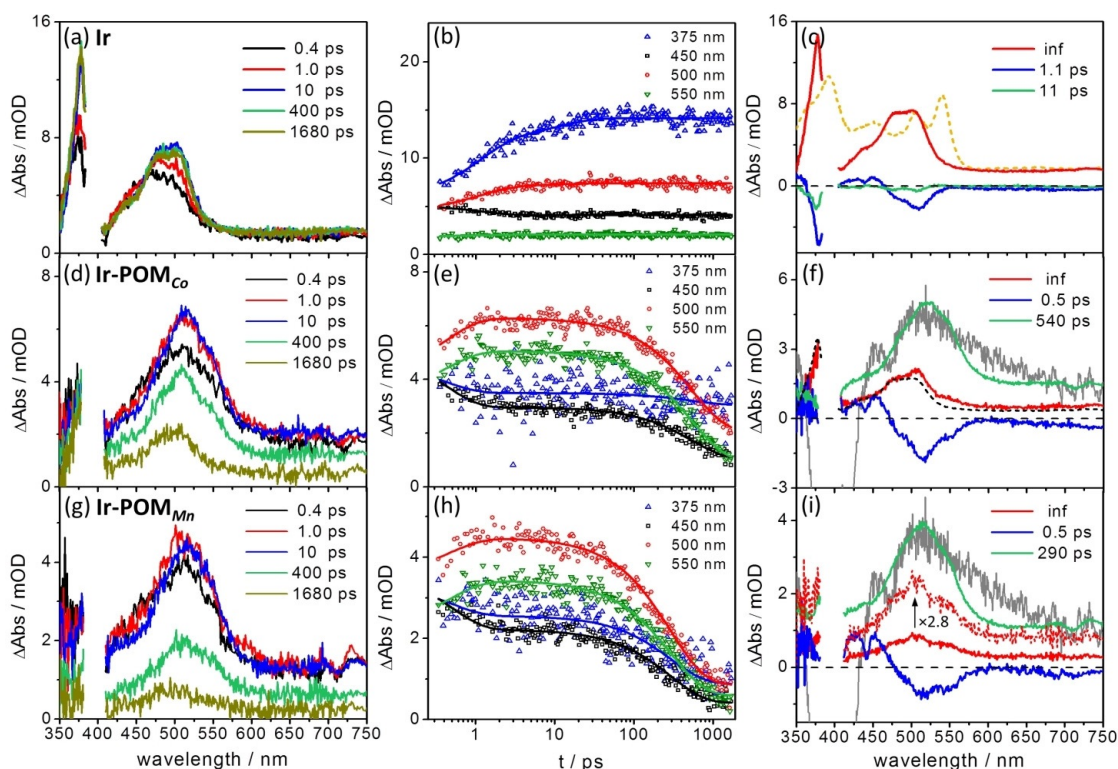 (a) Ir
0.4 ps
1.0 ps
10 ps
400 ps
1680 ps
ΔAbs / mOD
16
8
0
(b)
375 nm
450 nm
500 nm
550 nm
ΔAbs / mOD
20
10
0
(c)
inf
1.1 ps
11 ps
ΔAbs / mOD
16
8
0
(d) Ir-POMCo
0.4 ps
1.0 ps
10 ps
400 ps
1680 ps
ΔAbs / mOD
8
4
0
(e)
375 nm
450 nm
500 nm
550 nm
ΔAbs / mOD
8
4
0
(f)
inf
0.5 ps
540 ps
ΔAbs / mOD
6
3
0
-3
(g) Ir-POMMn
0.4 ps
1.0 ps
10 ps
400 ps
1680 ps
ΔAbs / mOD
6
3
0
350 400 450 500 550 600 650 700 750
wavelength / nm
(h)
375 nm
450 nm
500 nm
550 nm
ΔAbs / mOD
4
2
0
1 10 100 1000
t / ps
(i)
inf
0.5 ps
290 ps
×2.8
ΔAbs / mOD
4
2
0
350 400 450 500 550 600 650 700 750
wavelength / nm